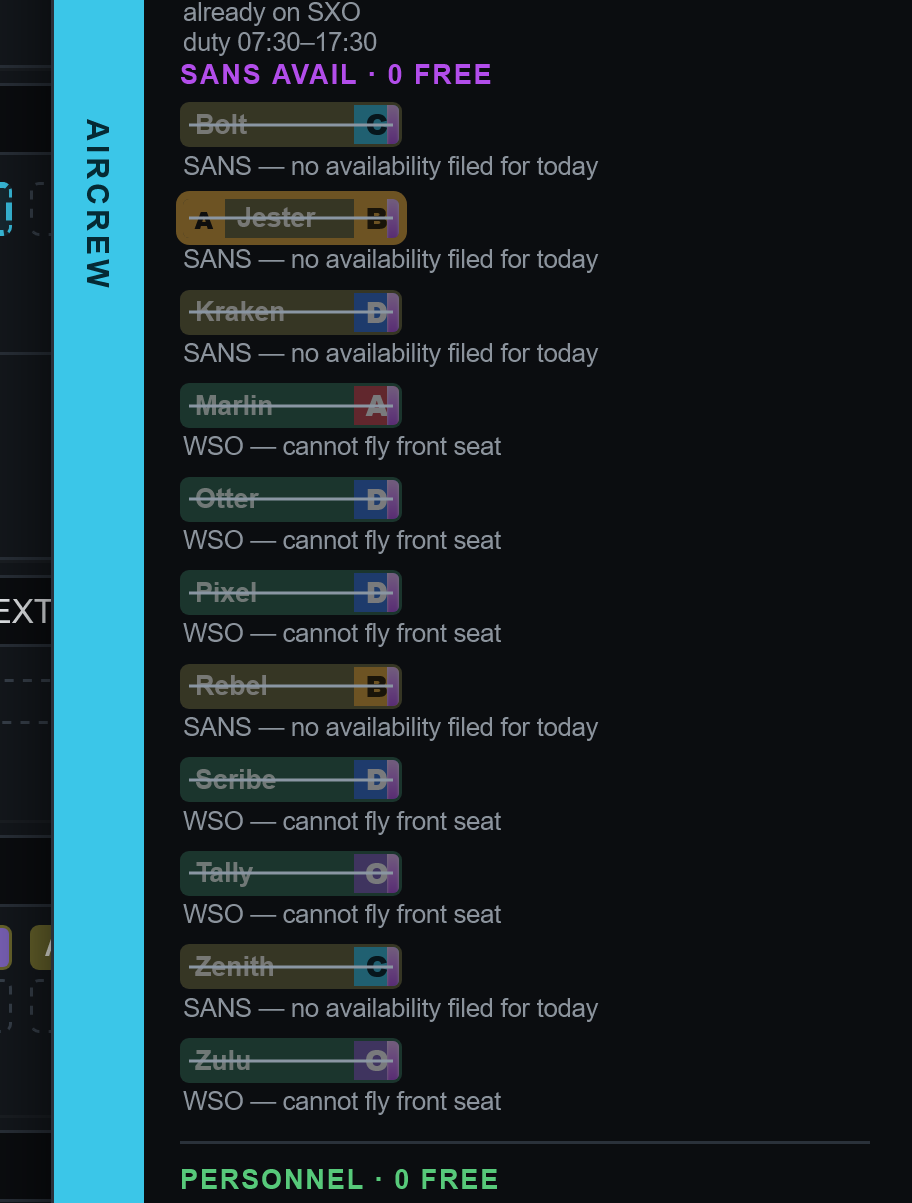 already on SXO
duty 07:30–17:30
SANS AVAIL · 0 FREE
AIRCREW
Bolt C
SANS — no availability filed for today
A Jester B
SANS — no availability filed for today
Kraken D
SANS — no availability filed for today
Marlin A
WSO — cannot fly front seat
Otter D
WSO — cannot fly front seat
Pixel D
EXT
WSO — cannot fly front seat
Rebel B
SANS — no availability filed for today
Scribe D
WSO — cannot fly front seat
Tally O
WSO — cannot fly front seat
Zenith C
SANS — no availability filed for today
Zulu O
WSO — cannot fly front seat
PERSONNEL · 0 FREE